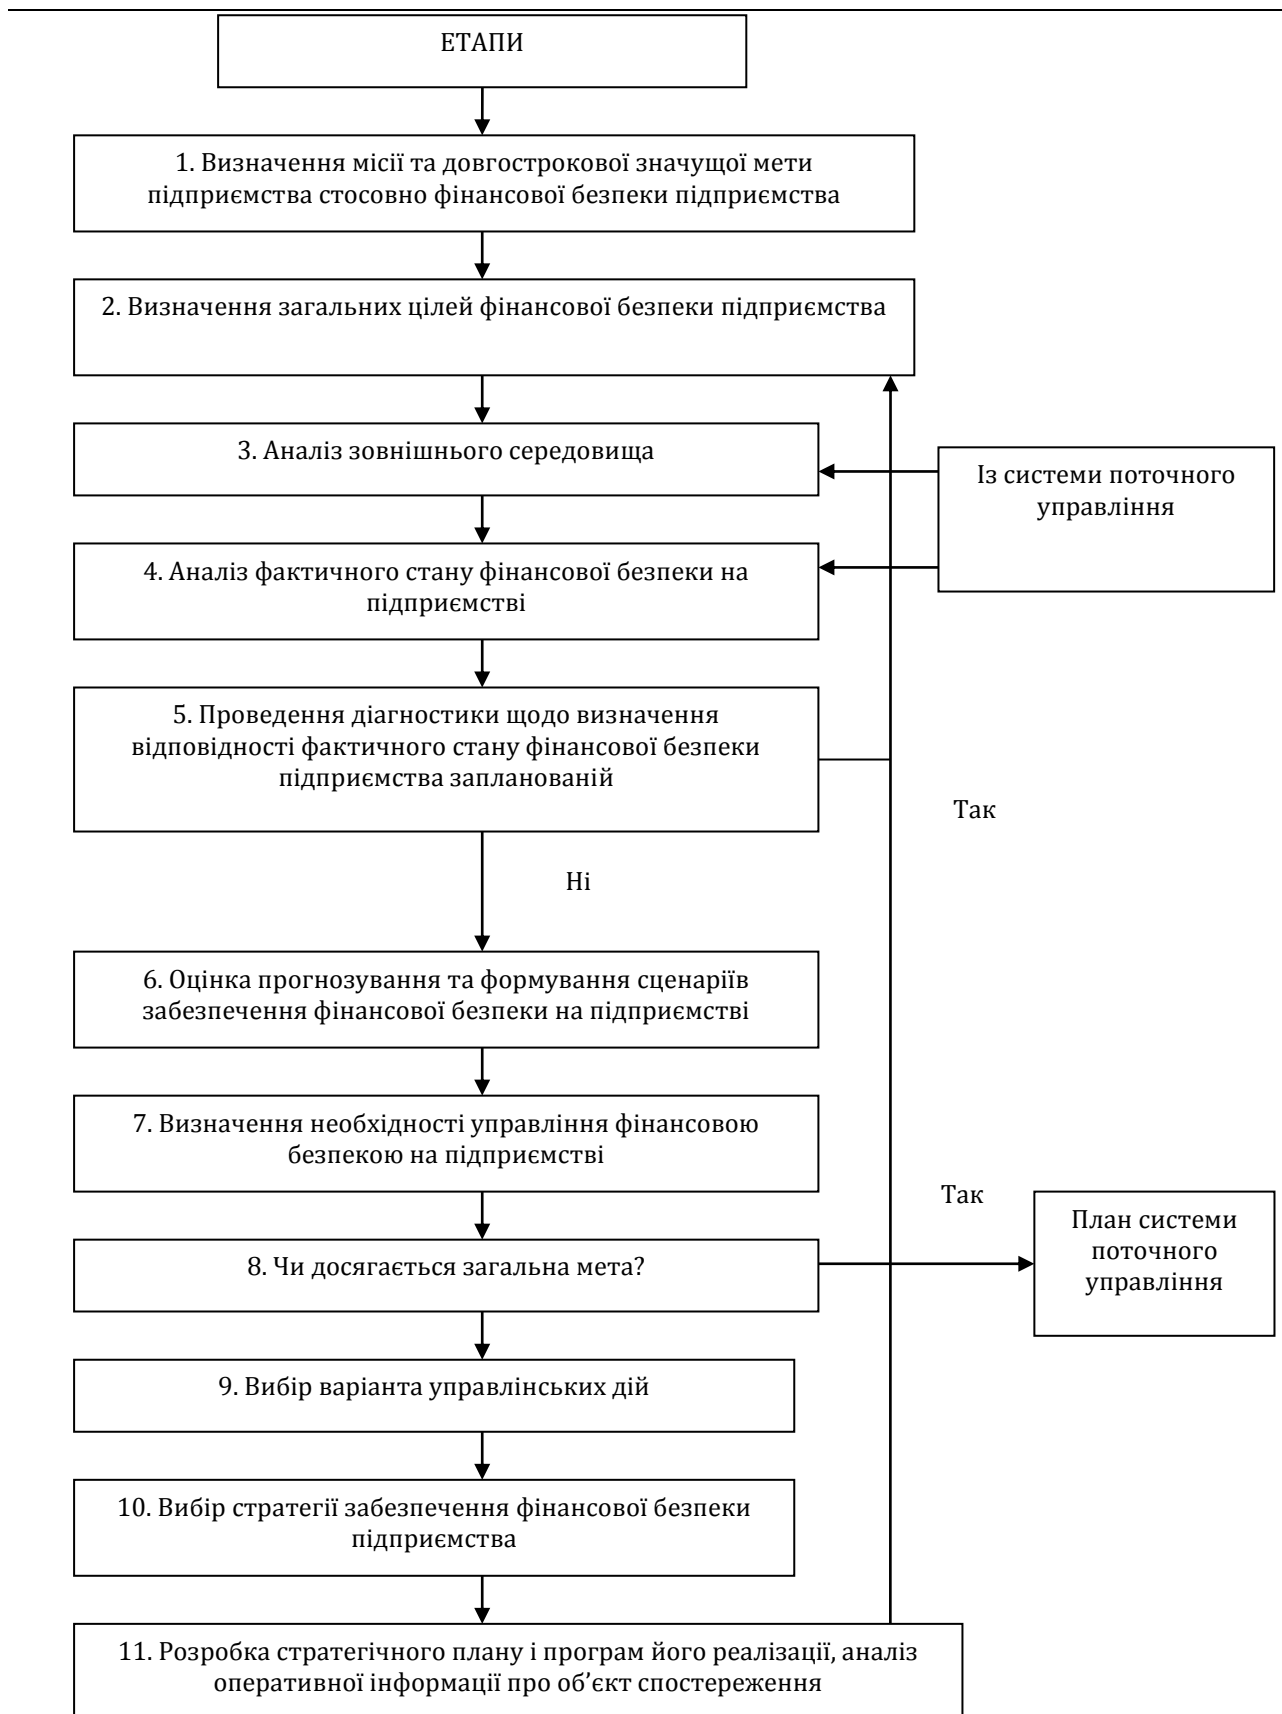 ЕТАПИ
1. Визначення місії та довгострокової значущої мети
підприємства стосовно фінансової безпеки підприємства
2. Визначення загальних цілей фінансової безпеки підприємства
3. Аналіз зовнішнього середовища
Із системи поточного
управління
4. Аналіз фактичного стану фінансової безпеки на
підприємстві
5. Проведення діагностики щодо визначення
відповідності фактичного стану фінансової безпеки
підприємства запланованій
Так
Ні
6. Оцінка прогнозування та формування сценаріїв
забезпечення фінансової безпеки на підприємстві
7. Визначення необхідності управління фінансовою
безпекою на підприємстві
Так
План системи
поточного
управління
8. Чи досягається загальна мета?
9. Вибір варіанта управлінських дій
10. Вибір стратегії забезпечення фінансової безпеки
підприємства
11. Розробка стратегічного плану і програм його реалізації, аналіз
оперативної інформації про об’єкт спостереження